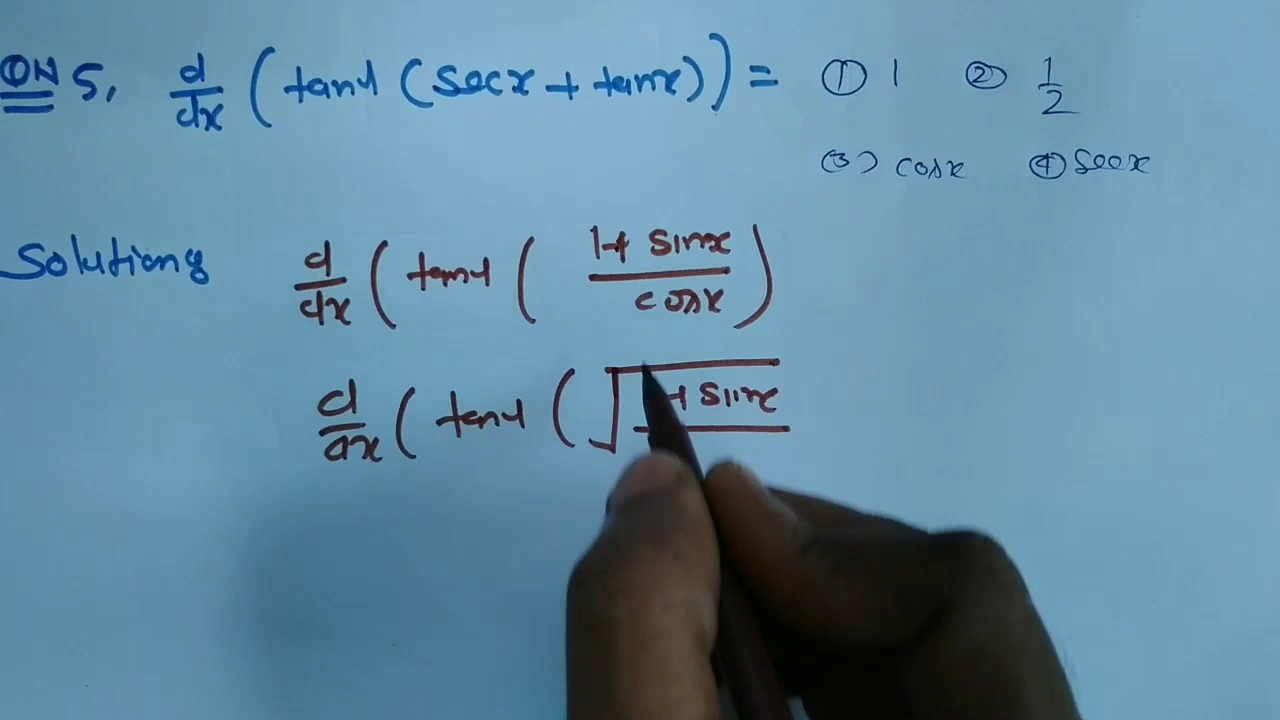 QN 5, d/dx (tan⁻¹ (secx + tanx)) = ① 1 ② 1/2
③ cosx ④ secx
Solution: d/dx (tan⁻¹ ( 1+ sinx / cosx )
d/dx ( tan⁻¹ ( √ + sinx